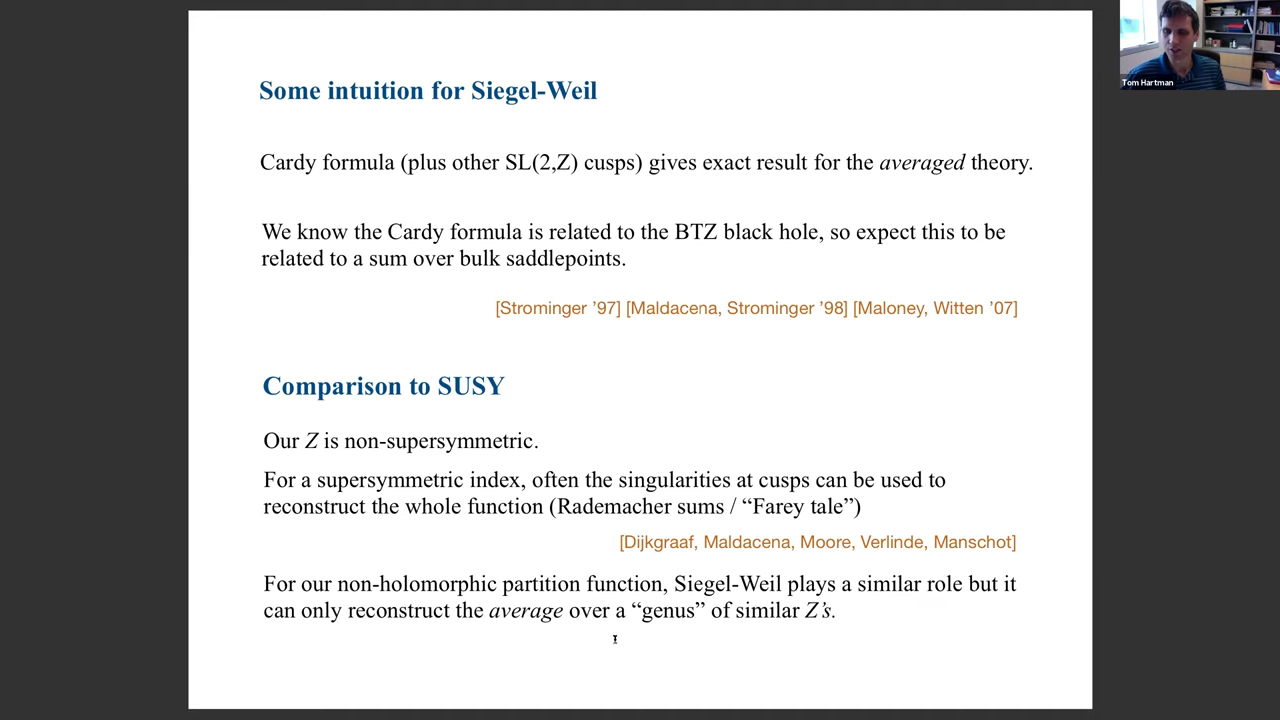 Some intuition for Siegel-Weil
Cardy formula (plus other SL(2,Z) cusps) gives exact result for the averaged theory.
We know the Cardy formula is related to the BTZ black hole, so expect this to be
related to a sum over bulk saddlepoints.
[Strominger ’97] [Maldacena, Strominger ’98] [Maloney, Witten ’07]
Comparison to SUSY
Our Z is non-supersymmetric.
For a supersymmetric index, often the singularities at cusps can be used to
reconstruct the whole function (Rademacher sums / “Farey tale”)
[Dijkgraaf, Maldacena, Moore, Verlinde, Manschot]
For our non-holomorphic partition function, Siegel-Weil plays a similar role but it
can only reconstruct the average over a “genus” of similar Z’s.
Tom Hartman